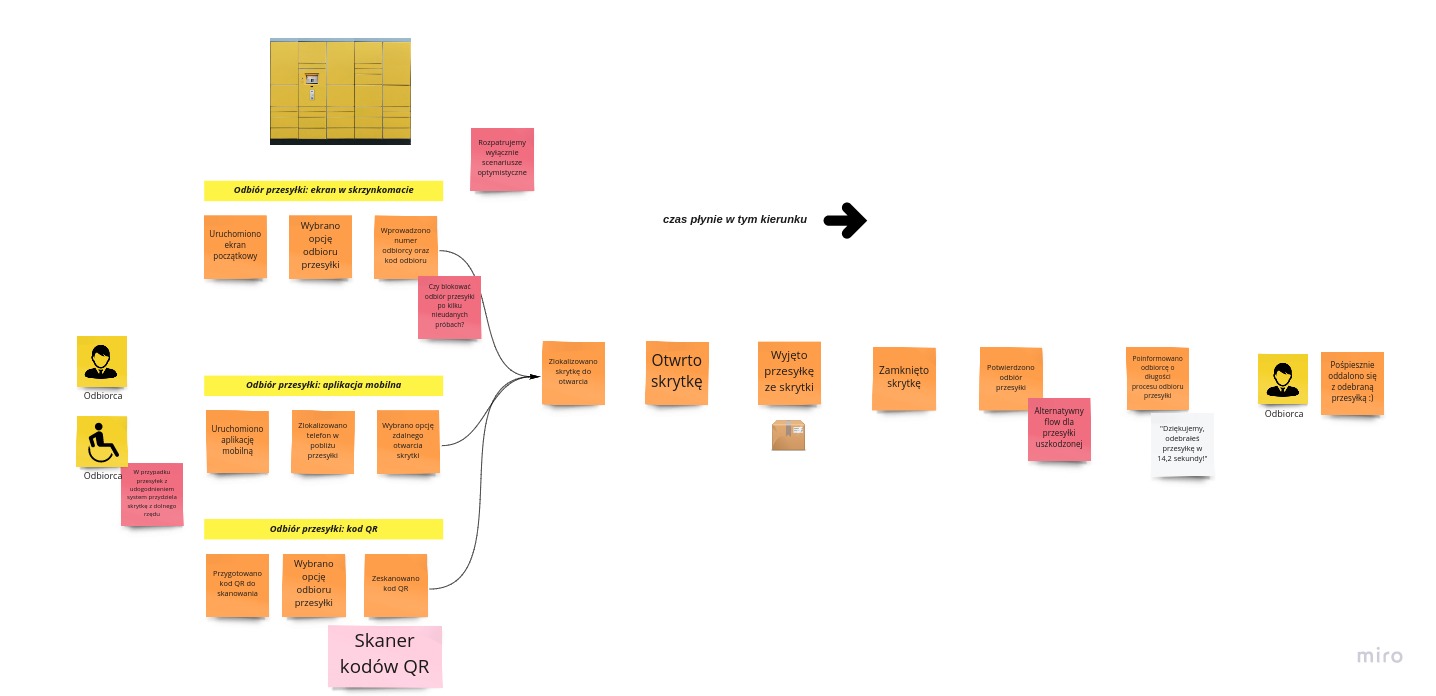 Rozpatrujemy
wyłącznie
scenariusze
optymistyczne
Odbiór przesyłki: ekran w skrzynkomacie
Uruchomiono
ekran
początkowy
Wybrano
opcję
odbioru
przesyłki
Wprowadzono
numer
odbiorcy oraz
kod odbioru
czas płynie w tym kierunku
Czy blokować
odbiór przesyłki
po kilku
nieudanych
próbach?
Odbiorca
Odbiorca
W przypadku
przesyłek z
udogodnieniem
system przydziela
skrytkę z dolnego
rzędu
Odbiór przesyłki: aplikacja mobilna
Uruchomiono
aplikację
mobilną
Zlokalizowano
telefon w
pobliżu
przesyłki
Wybrano opcję
zdalnego
otwarcia
skrytki
Odbiór przesyłki: kod QR
Przygotowano
kod QR do
skanowania
Wybrano
opcję
odbioru
przesyłki
Zeskanowano
kod QR
Skaner
kodów QR
Zlokalizowano
skrytkę do
otwarcia
Otwrto
skrytkę
Wyjęto
przesyłkę
ze skrytki
Zamknięto
skrytkę
Potwierdzono
odbiór
przesyłki
Alternatywny
flow dla
przesyłki
uszkodzonej
Poinformowano
odbiorcę o
długości
procesu odbioru
przesyłki
"Dziękujemy,
odebrałeś
przesyłkę w
14,2 sekundy!"
Odbiorca
Pośpiesznie
oddalono się
z odebraną
przesyłką :)
miro